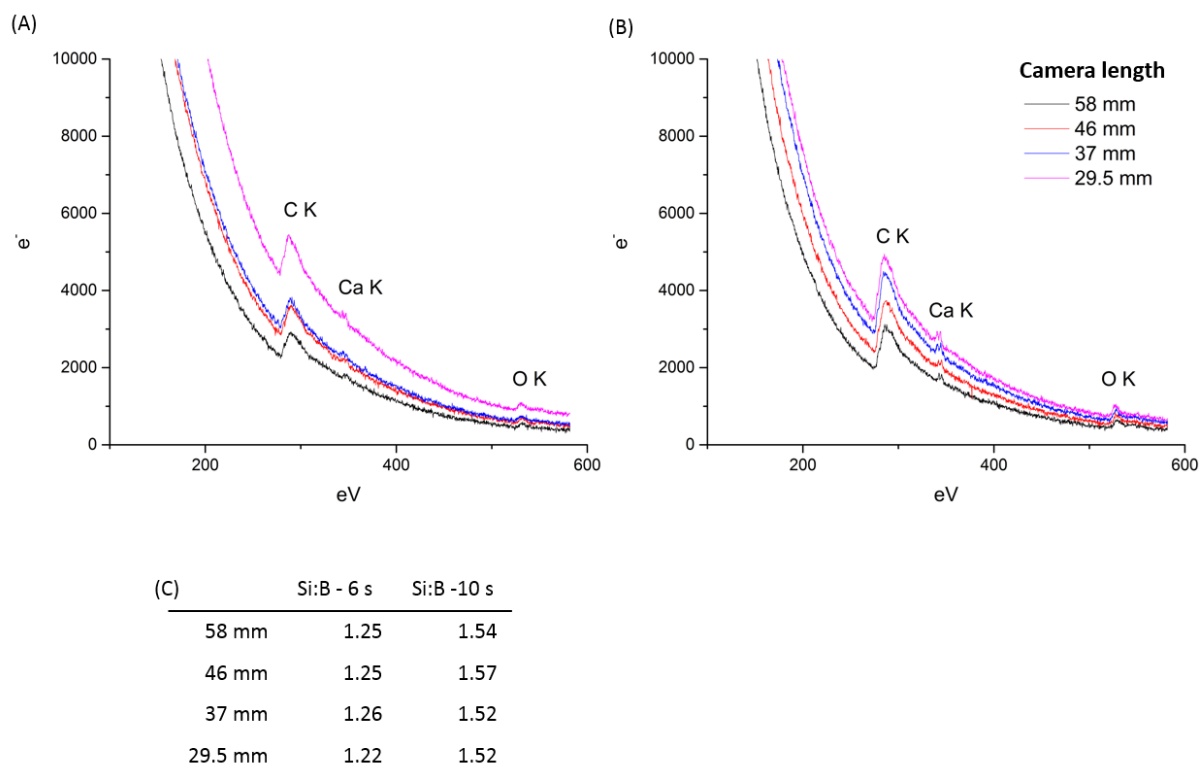 (A)
10000
8000
6000
4000
2000
0
e-
C K
Ca K
O K
200
400
600
eV
(B)
10000
8000
6000
4000
2000
0
e-
C K
Ca K
O K
200
400
600
eV
Camera length
58 mm
46 mm
37 mm
29.5 mm
(C) Si:B - 6 s Si:B -10 s
58 mm 1.25 1.54
46 mm 1.25 1.57
37 mm 1.26 1.52
29.5 mm 1.22 1.52